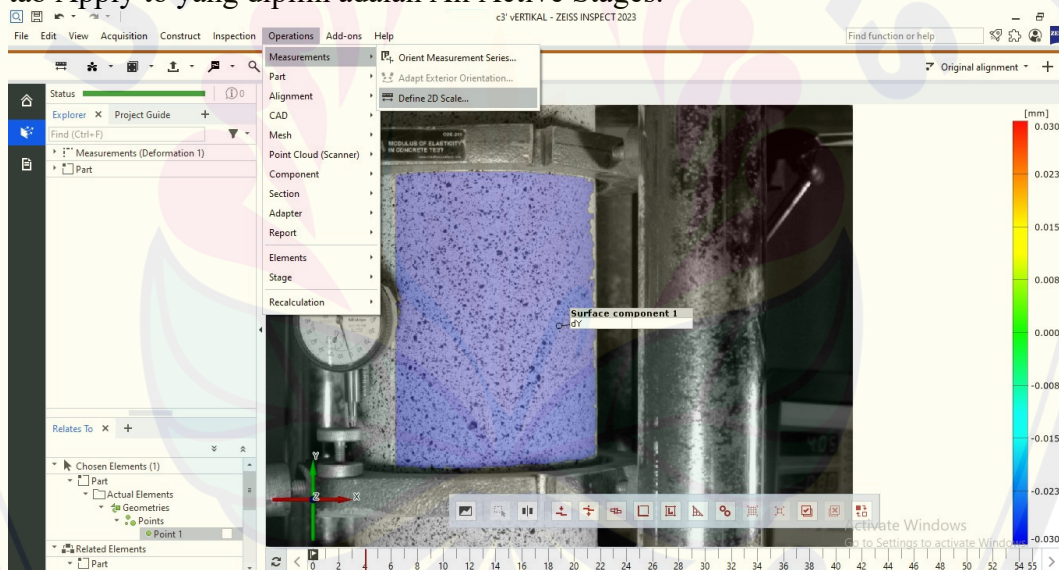 tab Apply to yang dipilih adalah All Active Stages.
c3' vERTIKAL - ZEISS INSPECT 2023
File Edit View Acquisition Construct Inspection Operations Add-ons Help
Find function or help
Original alignment
Status
0
Explorer Project Guide
Find (Ctrl+F)
Measurements (Deformation 1)
Part
Measurements
Part
Alignment
CAD
Mesh
Point Cloud (Scanner)
Component
Section
Adapter
Report
Elements
Stage
Recalculation
Orient Measurement Series...
Adapt Exterior Orientation...
Define 2D Scale...
MODULUS OF ELASTICITY
IN CONCRETE TEST
Surface component 1
dY
[mm]
0.030
0.023
0.015
0.008
0.000
-0.008
-0.015
-0.023
-0.030
Relates To
Chosen Elements (1)
Part
Actual Elements
Geometries
Points
Point 1
Related Elements
Part
Y
Z
X
Activate Windows
Go to Settings to activate Windows.
0 2 4 6 8 10 12 14 16 18 20 22 24 26 28 30 32 34 36 38 40 42 44 46 48 50 52 54 55